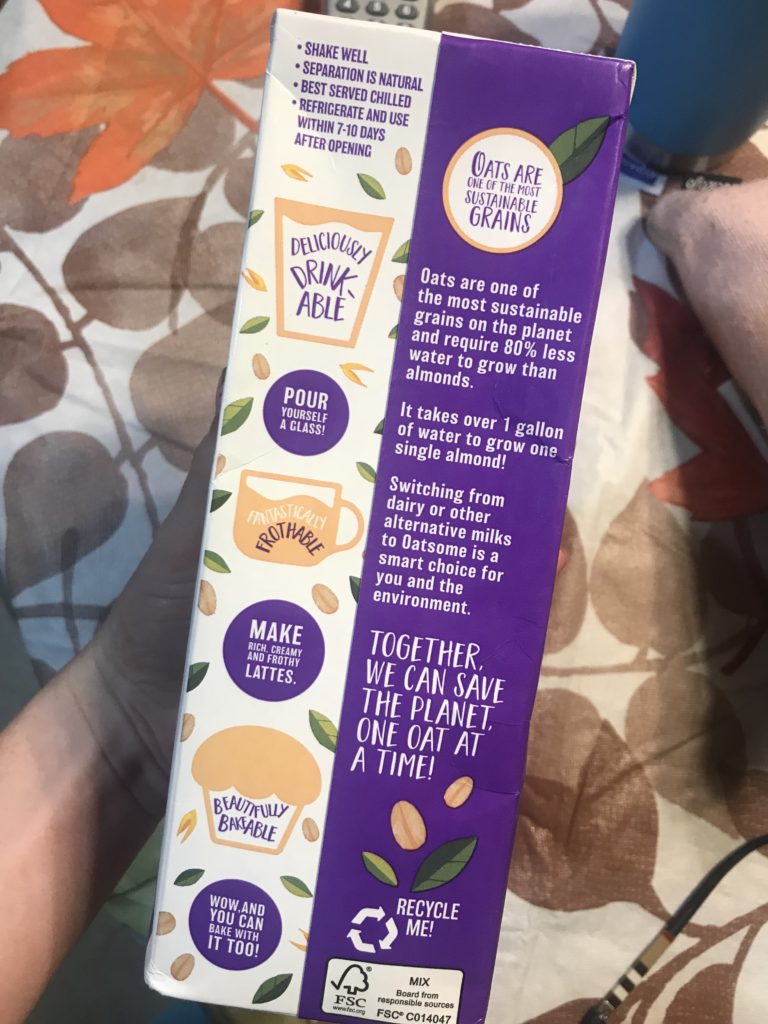 • SHAKE WELL
• SEPARATION IS NATURAL
• BEST SERVED CHILLED
• REFRIGERATE AND USE
WITHIN 7-10 DAYS
AFTER OPENING
DELICIOUSLY
DRINK-
ABLE
POUR
YOURSELF
A GLASS!
FANTASTICALLY
FROTHABLE
MAKE
RICH, CREAMY
AND FROTHY
LATTES.
BEAUTIFULLY
BAKEABLE
WOW, AND
YOU CAN
BAKE WITH
IT TOO!
OATS ARE
ONE OF THE MOST
SUSTAINABLE
GRAINS
Oats are one of
the most sustainable
grains on the planet
and require 80% less
water to grow than
almonds.
It takes over 1 gallon
of water to grow one
single almond!
Switching from
dairy or other
alternative milks
to Oatsome is a
smart choice for
you and the
environment.
TOGETHER,
WE CAN SAVE
THE PLANET,
ONE OAT AT
A TIME!
RECYCLE
ME!
FSC
www.fsc.org
MIX
Board from
responsible sources
FSC® C014047